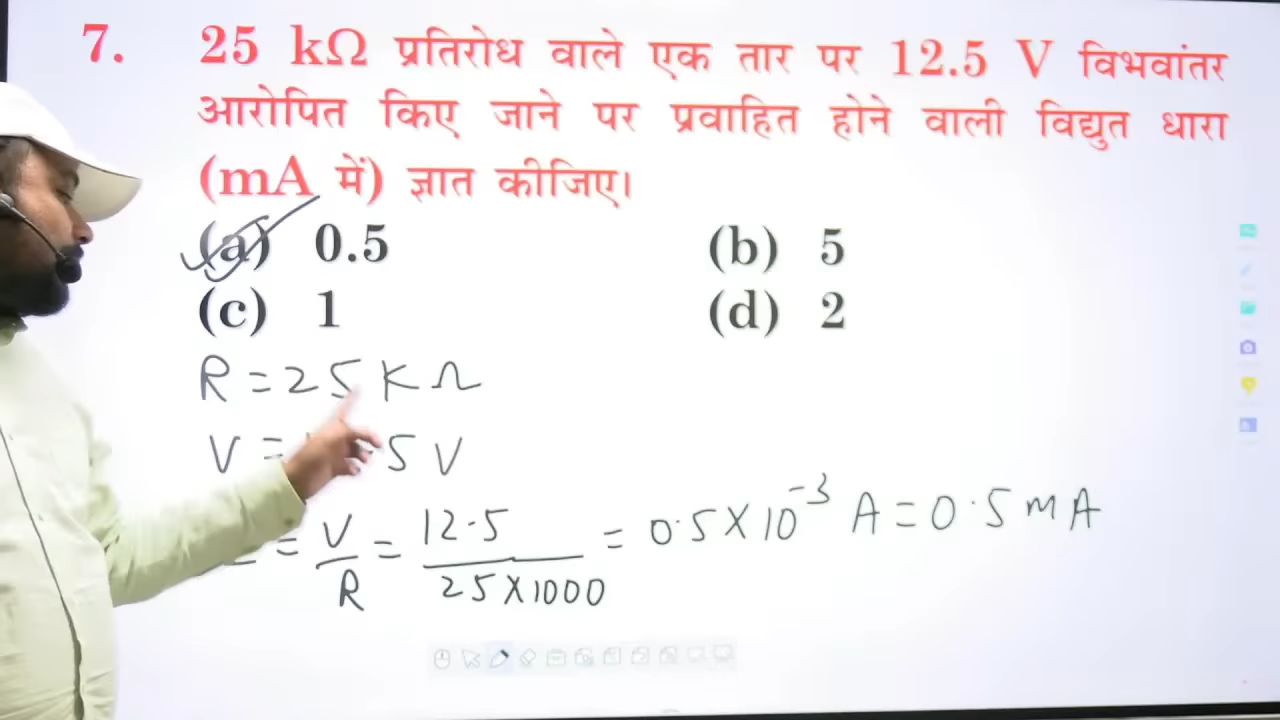 7. 25 kΩ प्रतिरोध वाले एक तार पर 12.5 V विभवांतर
आरोपित किए जाने पर प्रवाहित होने वाली विद्युत धारा
(mA में) ज्ञात कीजिए।
(a) 0.5 (b) 5
(c) 1 (d) 2
R = 25 K Ω
V = .5 V
= V/R = 12.5/25×1000 = 0.5×10⁻³ A = 0.5 mA